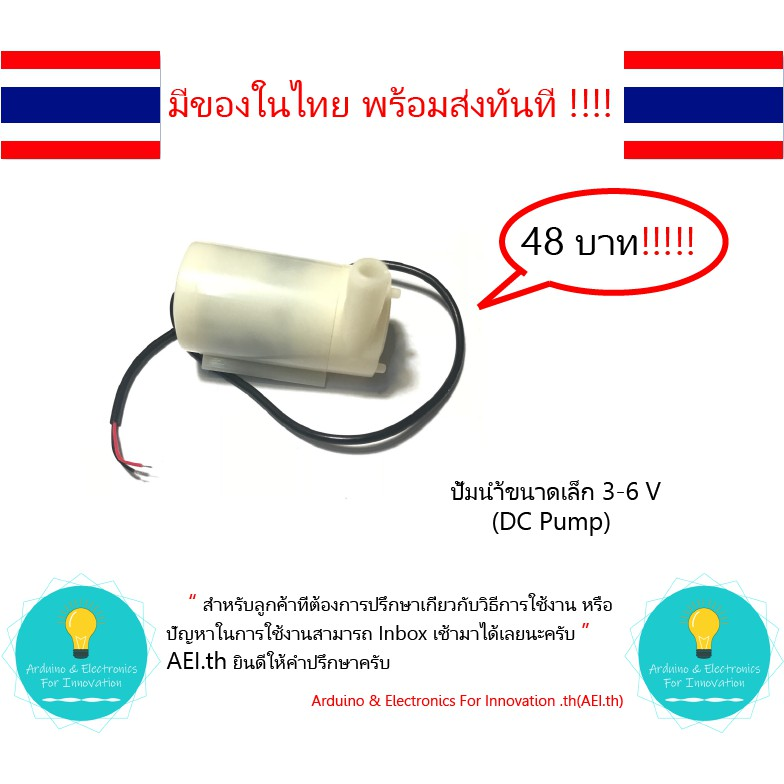 มีของในไทย พร้อมส่งทันที !!!!
48 บาท!!!!!
ปั๊มน้ำขนาดเล็ก 3-6 V
(DC Pump)
“ สำหรับลูกค้าที่ต้องการปรึกษาเกี่ยวกับวิธีการใช้งาน หรือ
ปัญหาในการใช้งานสามารถ Inbox เช้ามาได้เลยนะครับ ”
AEI.th ยินดีให้คำปรึกษาครับ
Arduino & Electronics For Innovation .th(AEI.th)
Arduino & Electronics
For Innovation
Arduino & Electronics
For Innovation